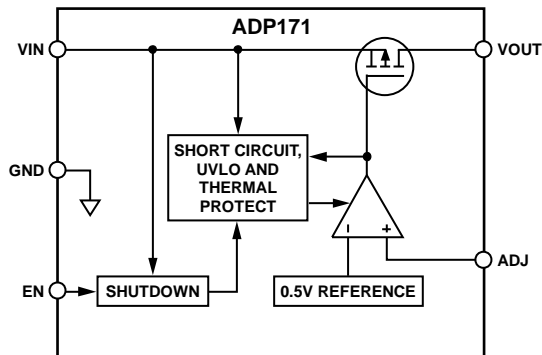 ADP171
VIN
VOUT
SHORT CIRCUIT,
UVLO AND
THERMAL
PROTECT
GND
– +
ADJ
EN
SHUTDOWN
0.5V REFERENCE